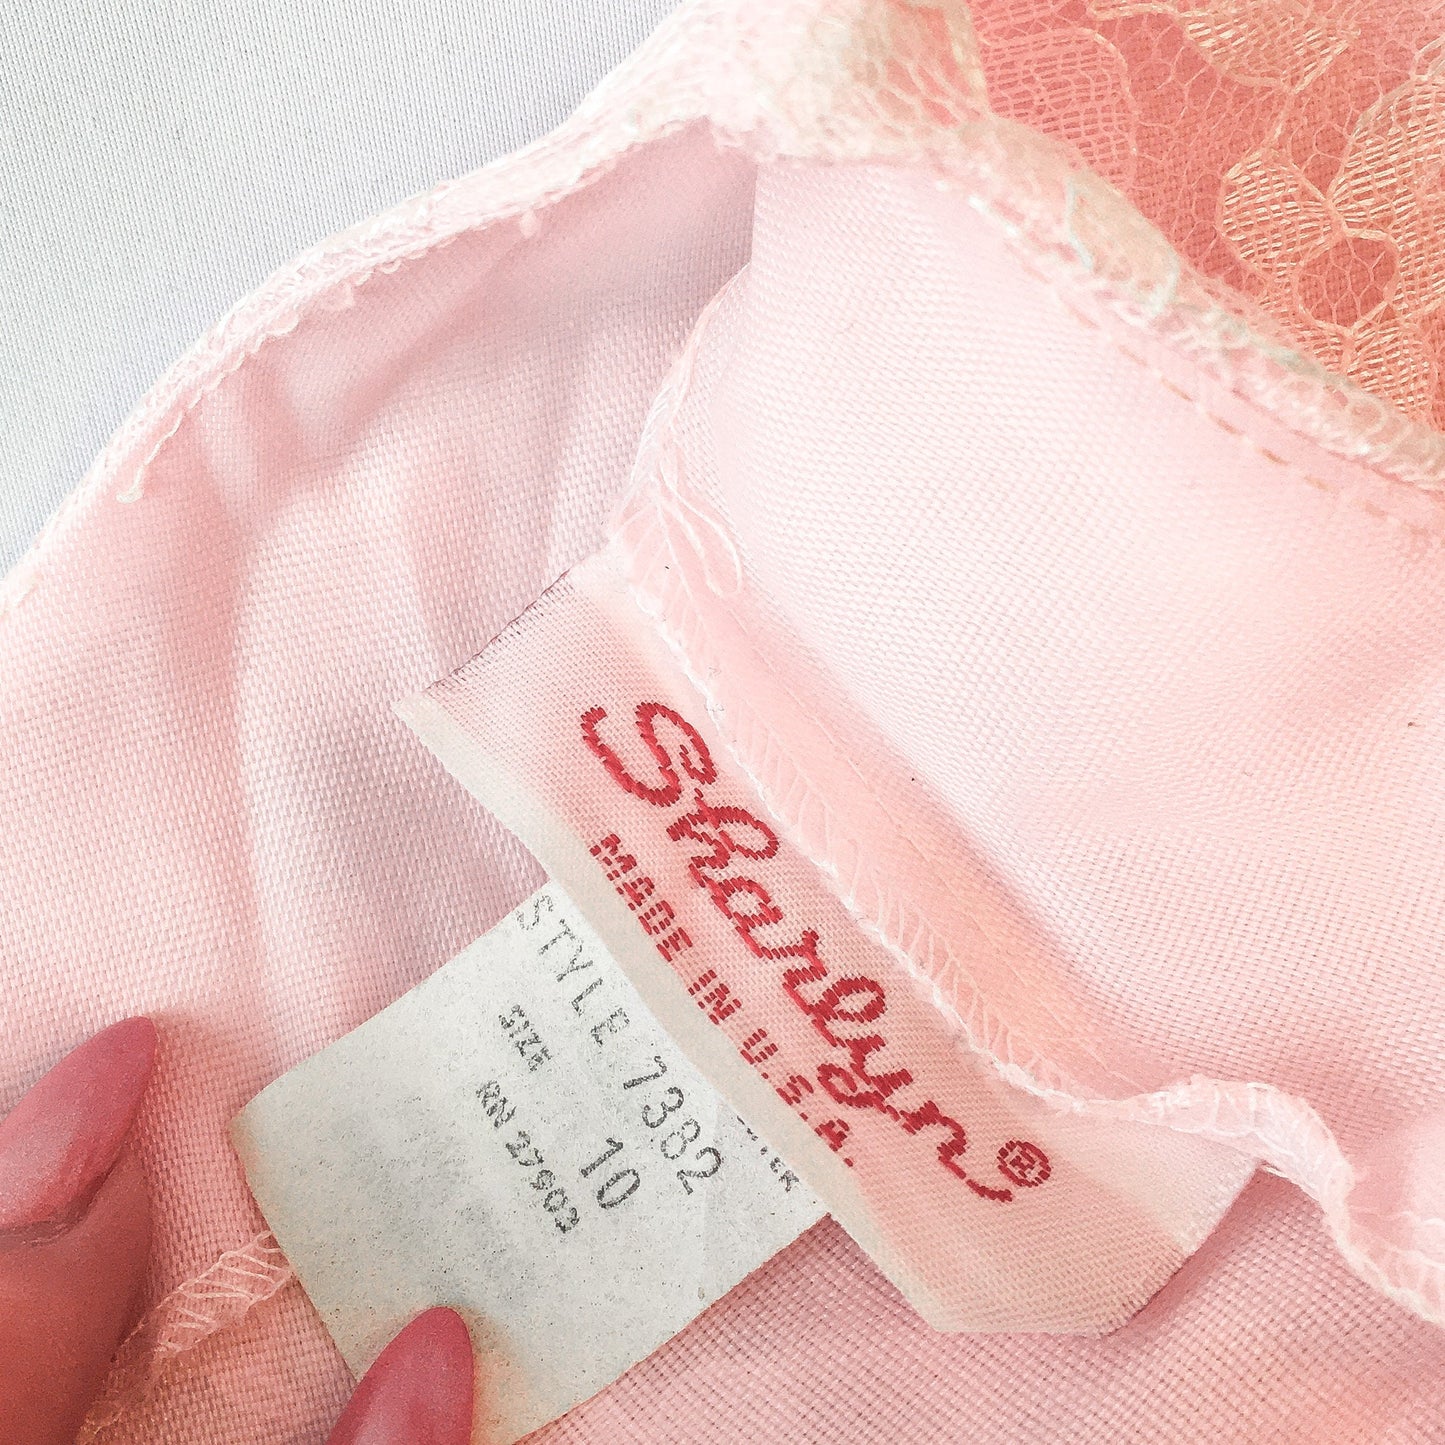 Sharlyn®
MADE IN U.S.A.
STYLE 7382
SIZE 10
RN 27903